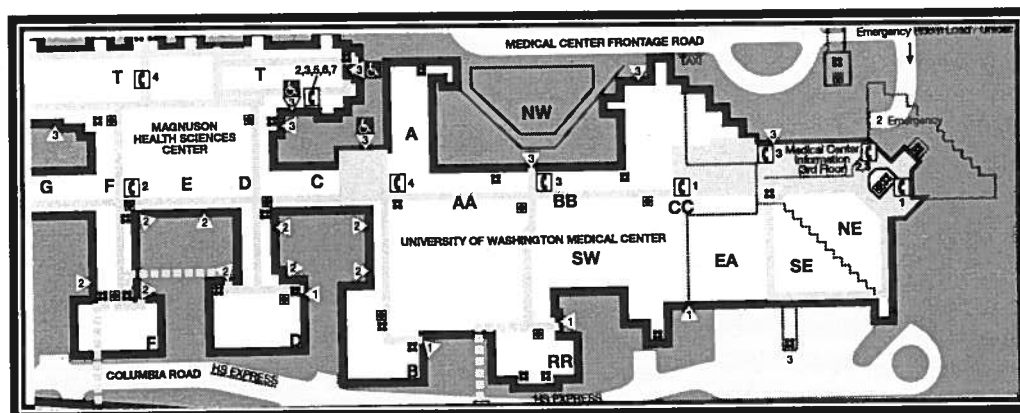 MEDICAL CENTER FRONTAGE ROAD
TAXI
T
4
T
2,3,5,6,7
3
3
3
3
3
A
NW
2 Emergency
MAGNUSON
HEALTH SCIENCES
CENTER
3
3
3
Medical Center
Information
(3rd Floor)
2
G
F
2
E
D
C
4
AA
3
BB
1
CC
1
2
2
2
2
UNIVERSITY OF WASHINGTON MEDICAL CENTER
SW
EA
SE
NE
2
2
2
2
1
1
1
F
D
B
1
RR
3
COLUMBIA ROAD
HS EXPRESS
HS EXPRESS